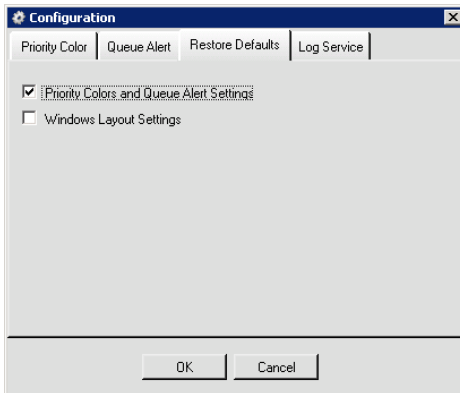 Configuration
Priority Color Queue Alert Restore Defaults Log Service
Priority Colors and Queue Alert Settings
Windows Layout Settings
OK Cancel